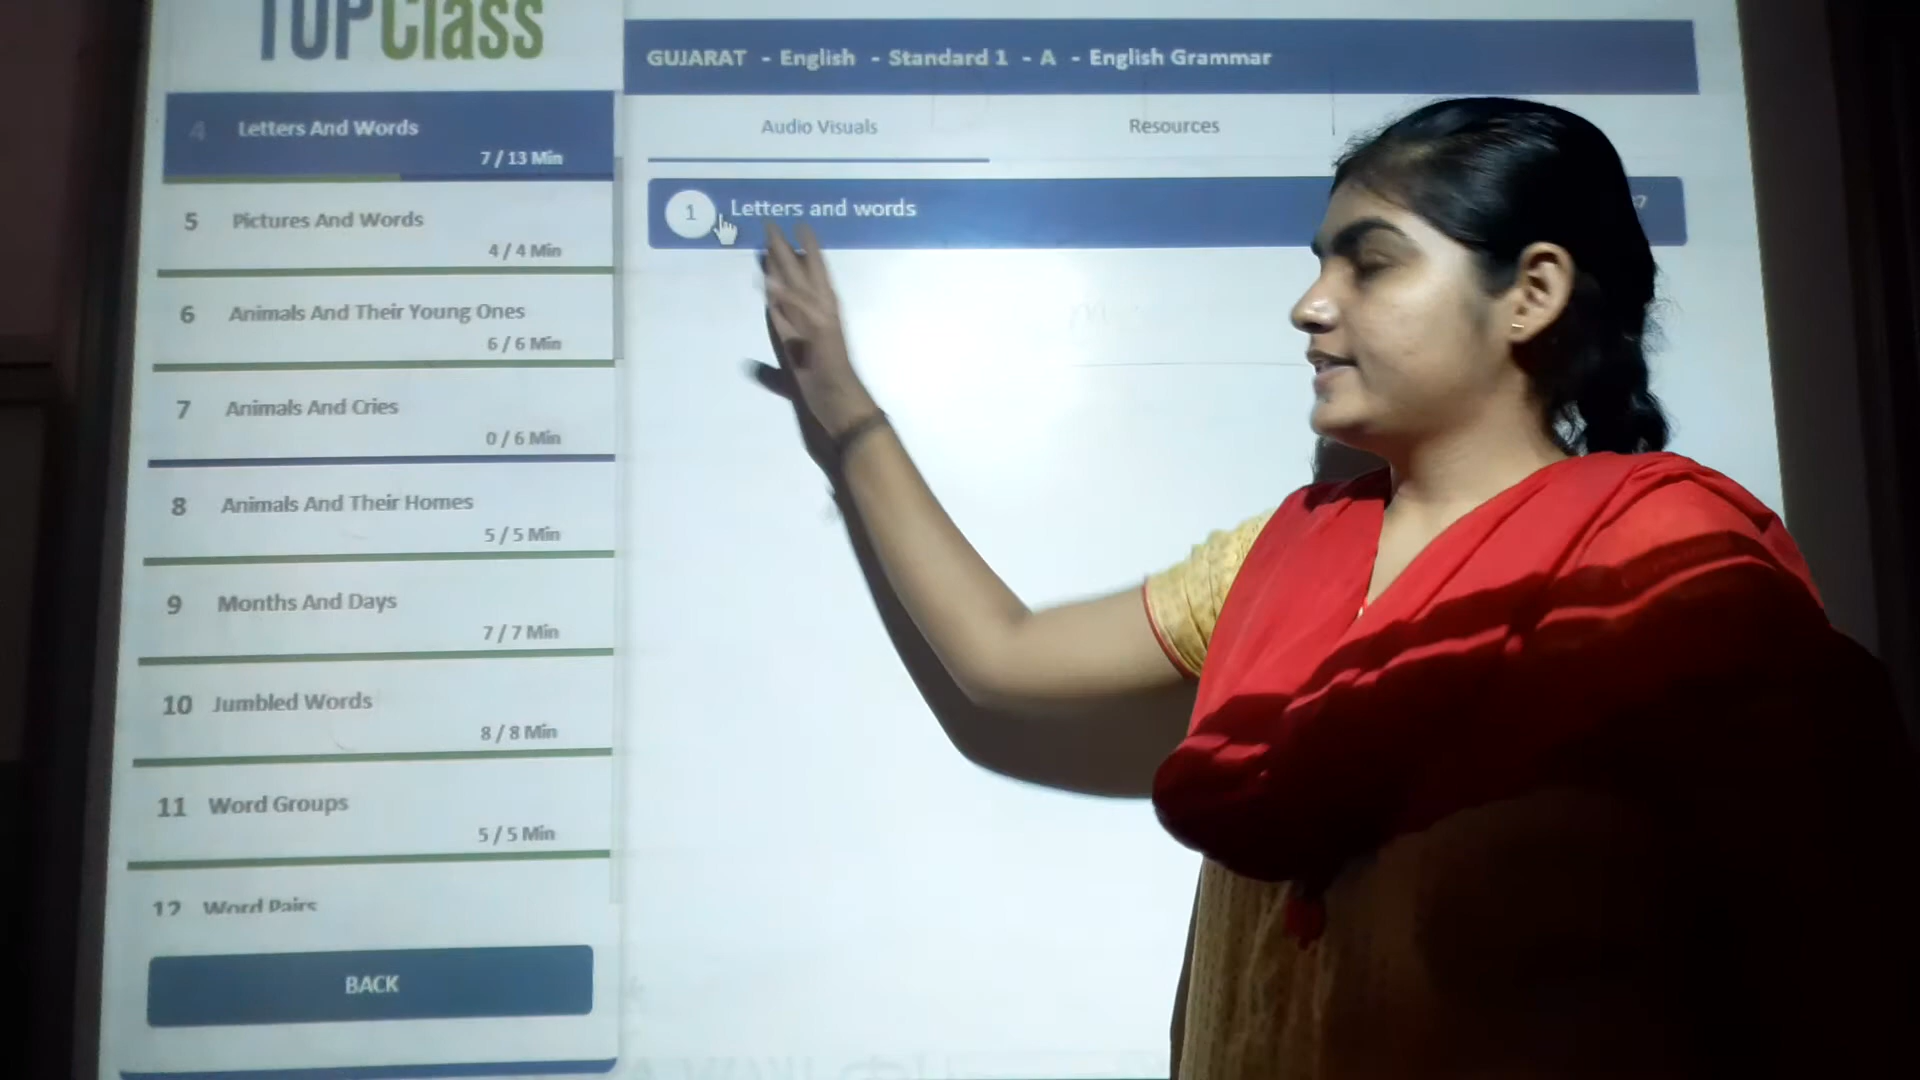 TOPClass
GUJARAT - English - Standard 1 - A - English Grammar
4 Letters And Words
7 / 13 Min
5 Pictures And Words
4 / 4 Min
6 Animals And Their Young Ones
6 / 6 Min
7 Animals And Cries
0 / 6 Min
8 Animals And Their Homes
5 / 5 Min
9 Months And Days
7 / 7 Min
10 Jumbled Words
8 / 8 Min
11 Word Groups
5 / 5 Min
12 Word Pairs
BACK
Audio Visuals
Resources
1 Letters and words